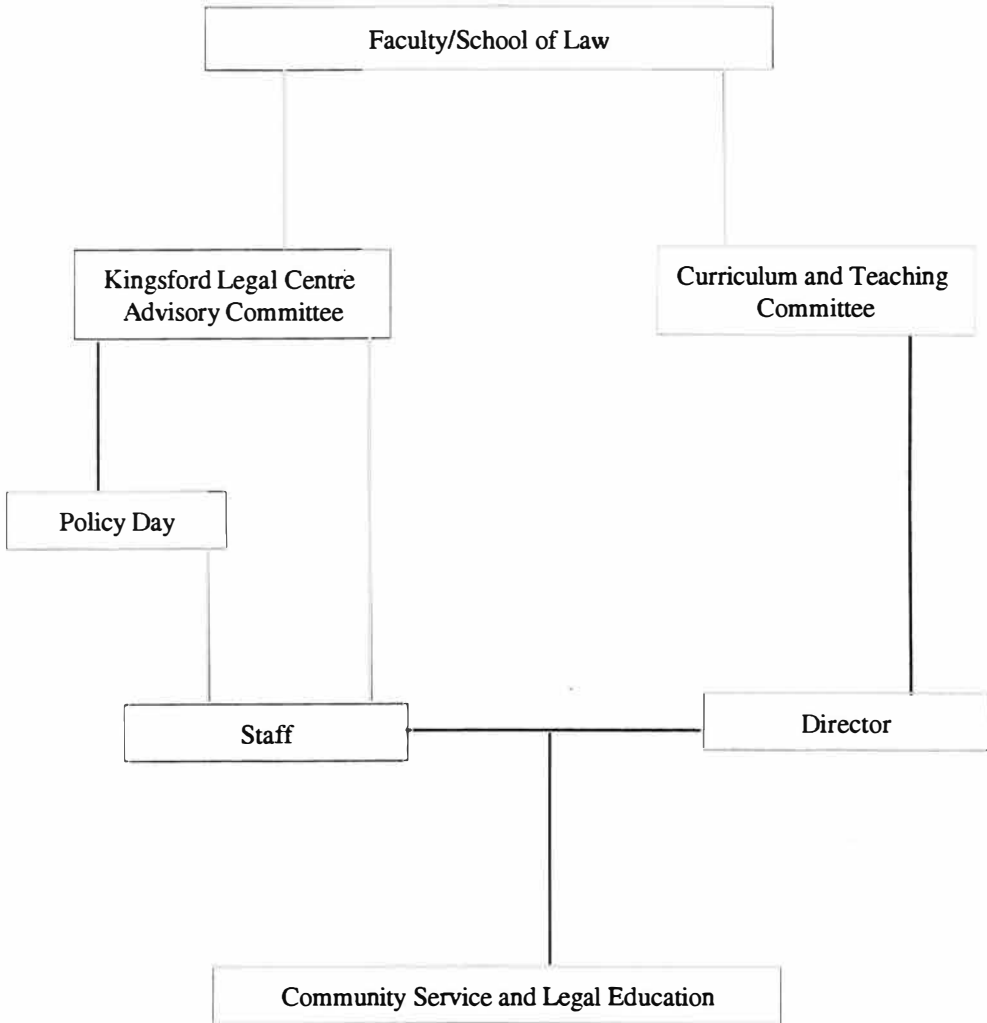 Faculty/School of Law
Kingsford Legal Centre
Advisory Committee
Curriculum and Teaching
Committee
Policy Day
Staff
Director
Community Service and Legal Education